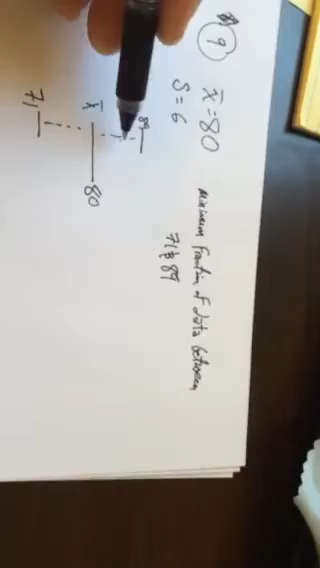 9
x̄ = 80
S = 6
Minimum fraction of data between
71 & 89
89
x̄
80
71